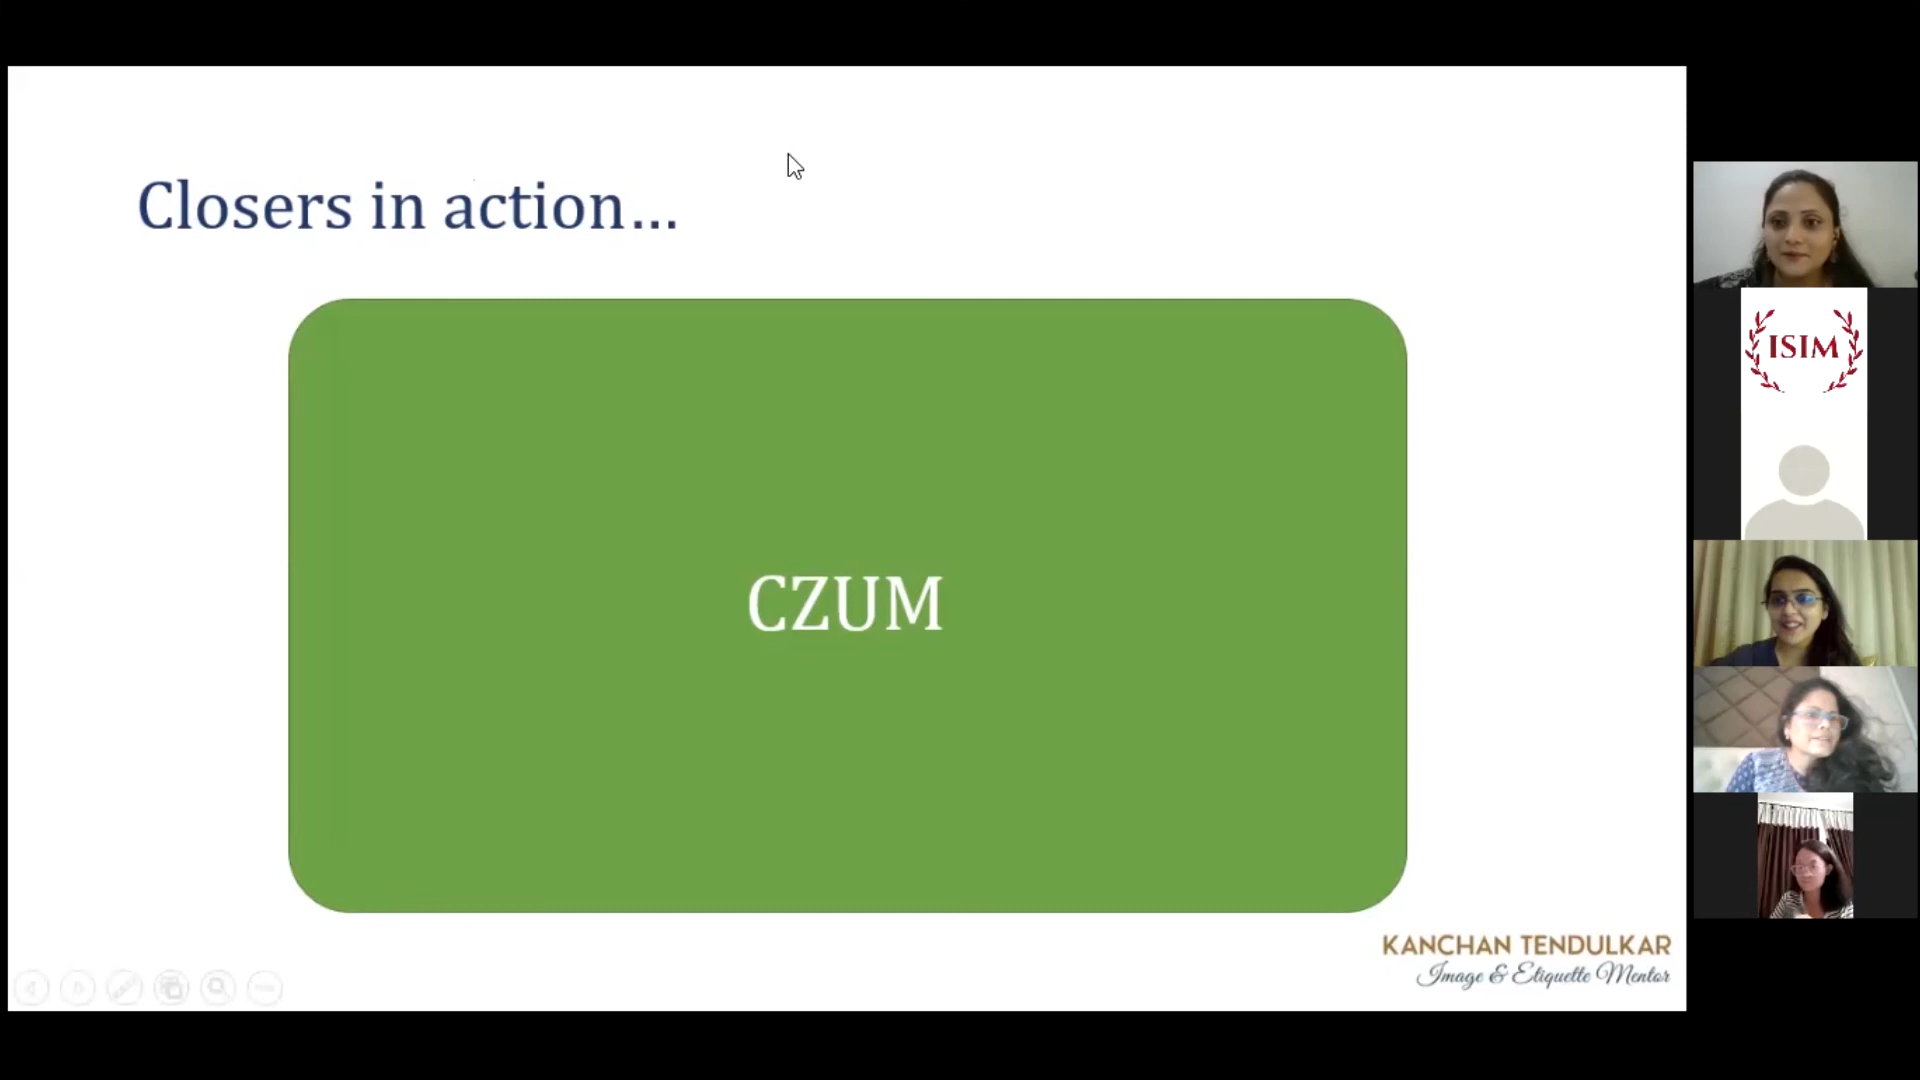 Closers in action...
CZUM
KANCHAN TENDULKAR
Image & Etiquette Mentor
ISIM